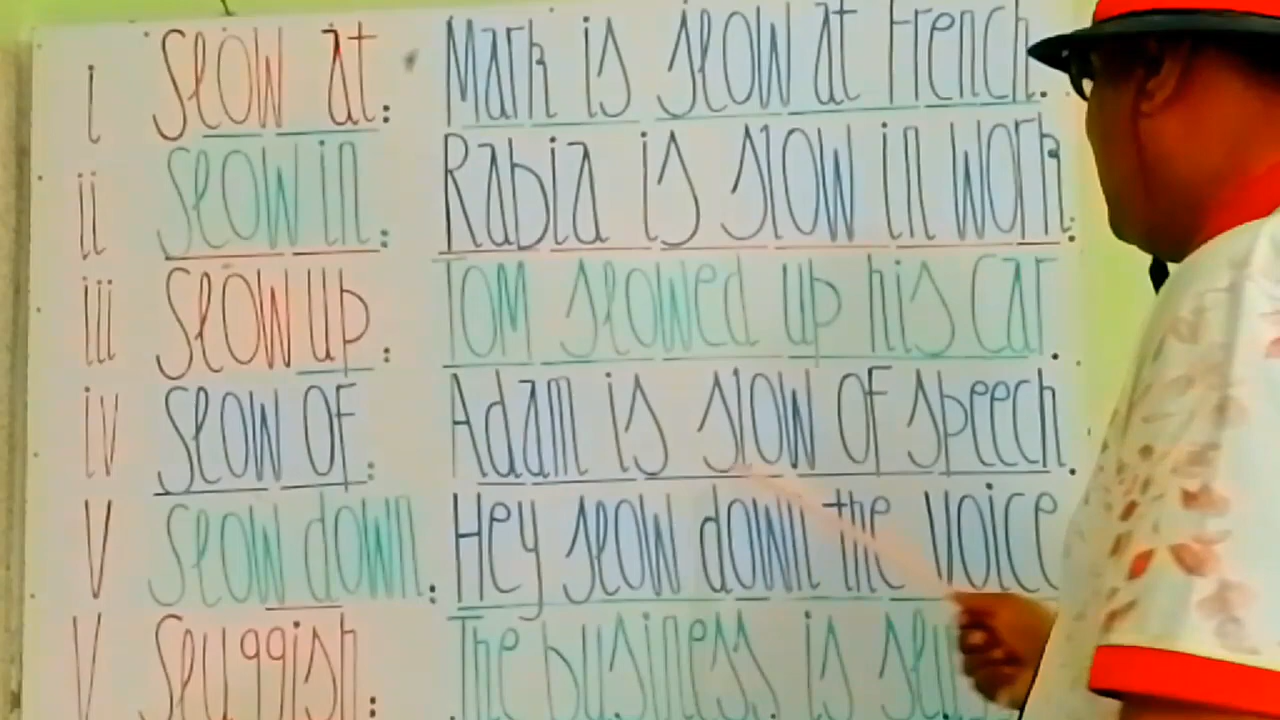 i Slow at: Mark is slow at French.
ii Slow in: Rabia is slow in work.
iii Slow up: Tom slowed up his car.
iv Slow of: Adam is slow of speech.
v Slow down: Hey slow down the voice
v Sluggish: The business is